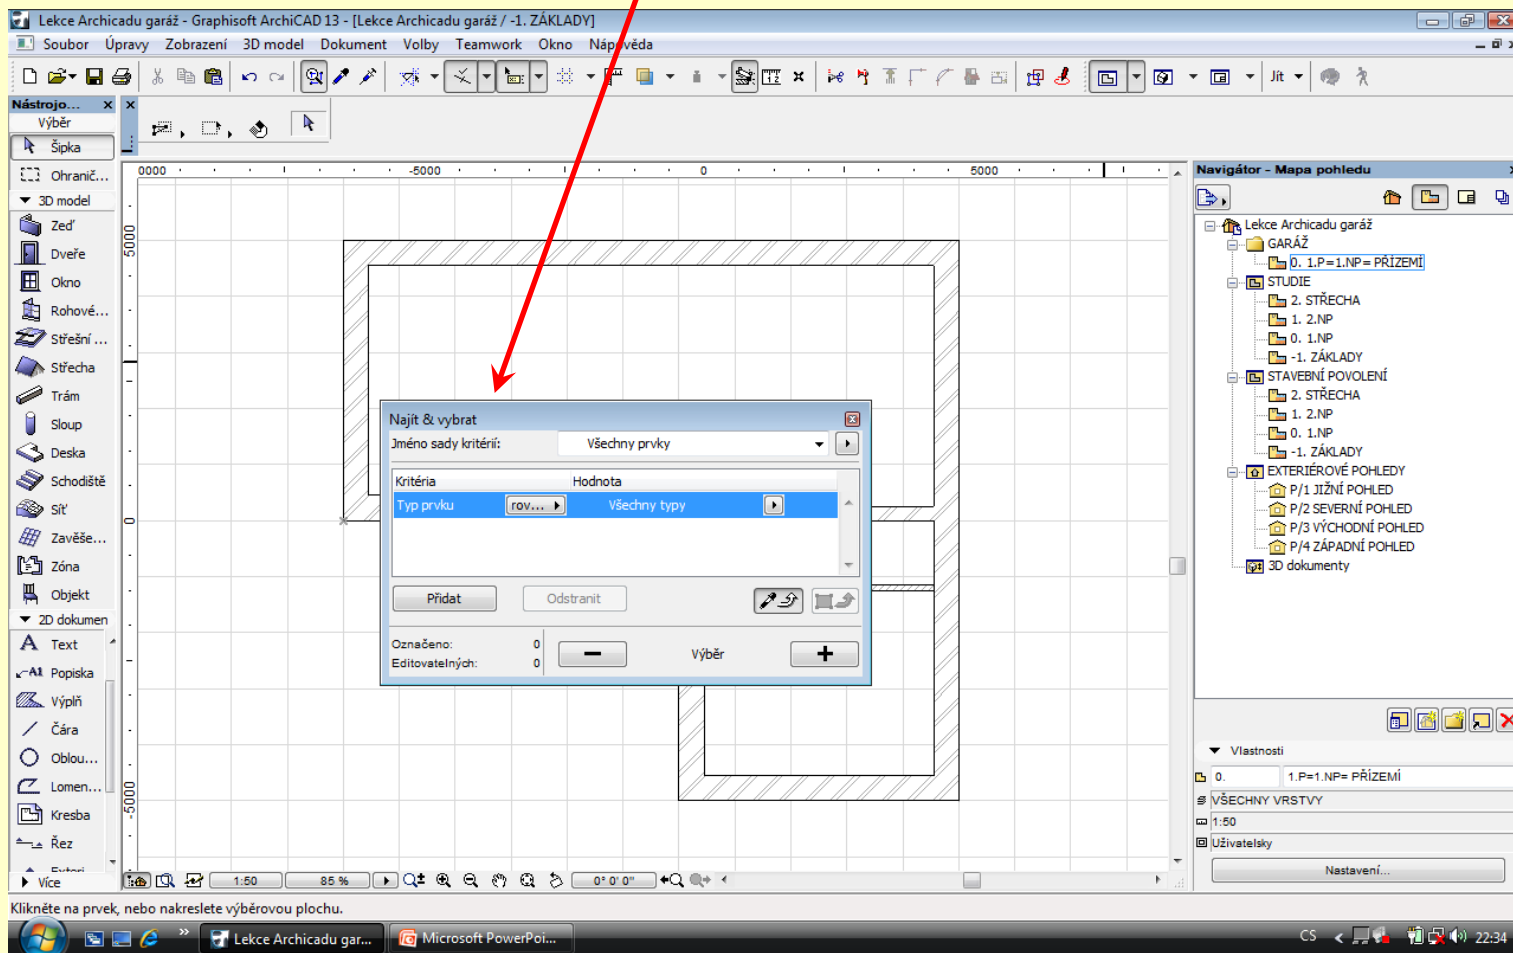 Lekce Archicadu garáž - Graphisoft ArchiCAD 13 - [Lekce Archicadu garáž / -1. ZÁKLADY]
Soubor Úpravy Zobrazení 3D model Dokument Volby Teamwork Okno Nápověda
Jít
Nástrojo...
Výběr
Šipka
Ohranič...
3D model
Zeď
Dveře
Okno
Rohové...
Střešní ...
Střecha
Trám
Sloup
Deska
Schodiště
Síť
Zavěše...
Zóna
Objekt
2D dokumen
Text
Popiska
Výplň
Čára
Oblou...
Lomen...
Kresba
Řez
Více
0000 -5000 0 5000
5000
0
-5000
Najít & vybrat
Jméno sady kritérií: Všechny prvky
Kritéria Hodnota
Typ prvku rov... Všechny typy
Přidat Odstranit
Označeno: 0
Editovatelných: 0
Výběr
Navigátor - Mapa pohledu
Lekce Archicadu garáž
GARÁŽ
0. 1.P=1.NP= PŘÍZEMÍ
STUDIE
2. STŘECHA
1. 2.NP
0. 1.NP
-1. ZÁKLADY
STAVEBNÍ POVOLENÍ
2. STŘECHA
1. 2.NP
0. 1.NP
-1. ZÁKLADY
EXTERIÉROVÉ POHLEDY
P/1 JIŽNÍ POHLED
P/2 SEVERNÍ POHLED
P/3 VÝCHODNÍ POHLED
P/4 ZÁPADNÍ POHLED
3D dokumenty
Vlastnosti
0. 1.P=1.NP= PŘÍZEMÍ
VŠECHNY VRSTVY
1:50
Uživatelsky
Nastavení...
1:50 85 % 0° 0' 0"
Klikněte na prvek, nebo nakreslete výběrovou plochu.
Lekce Archicadu gar... Microsoft PowerPoi... CS 22:34